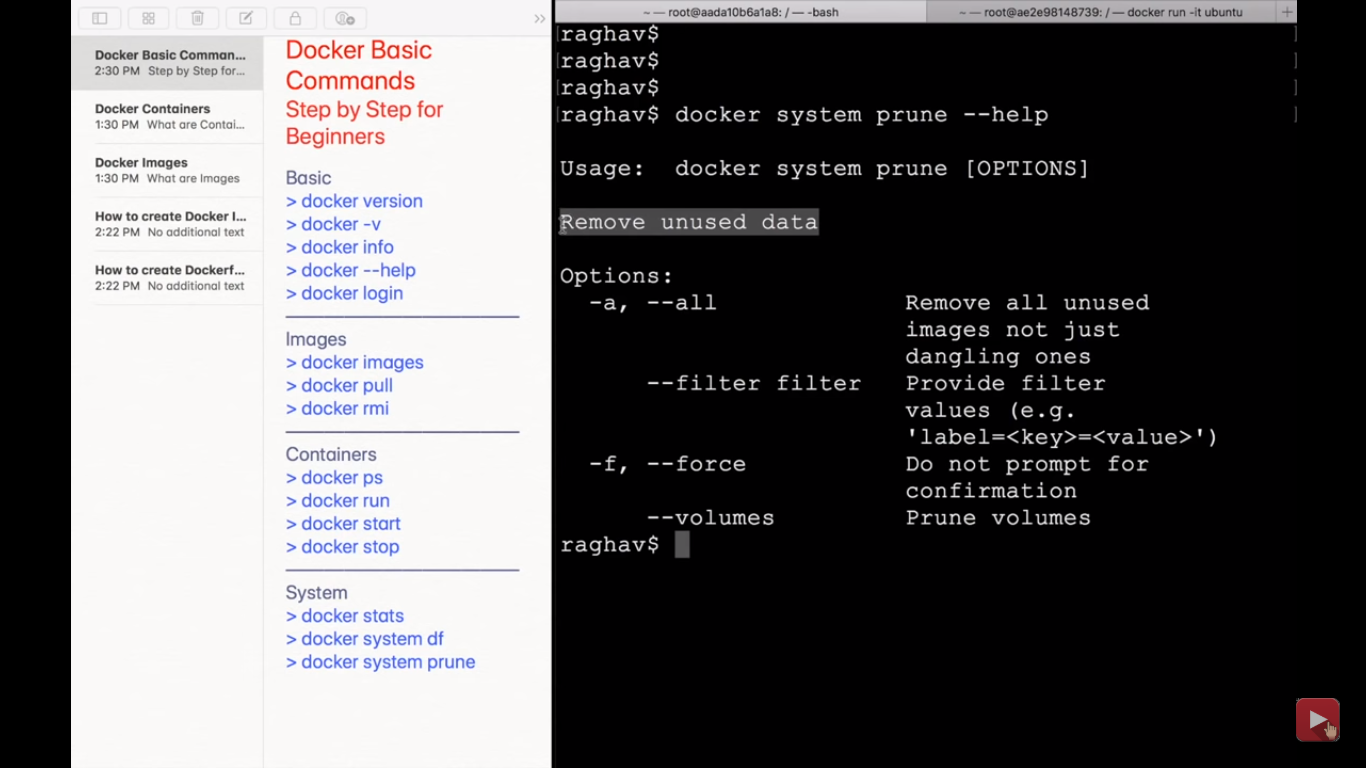 Docker Basic Comman...
2:30 PM Step by Step for...
Docker Containers
1:30 PM What are Contai...
Docker Images
1:30 PM What are Images
How to create Docker I...
2:22 PM No additional text
How to create Dockerf...
2:22 PM No additional text
Docker Basic
Commands
Step by Step for
Beginners
Basic
> docker version
> docker -v
> docker info
> docker --help
> docker login
Images
> docker images
> docker pull
> docker rmi
Containers
> docker ps
> docker run
> docker start
> docker stop
System
> docker stats
> docker system df
> docker system prune
~ — root@aada10b6a1a8: / — -bash
~ — root@ae2e98148739: / — docker run -it ubuntu
raghav$
raghav$
raghav$
raghav$ docker system prune --help
Usage: docker system prune [OPTIONS]
Remove unused data
Options:
-a, --all Remove all unused
images not just
dangling ones
--filter filter Provide filter
values (e.g.
'label=<key>=<value>')
-f, --force Do not prompt for
confirmation
--volumes Prune volumes
raghav$